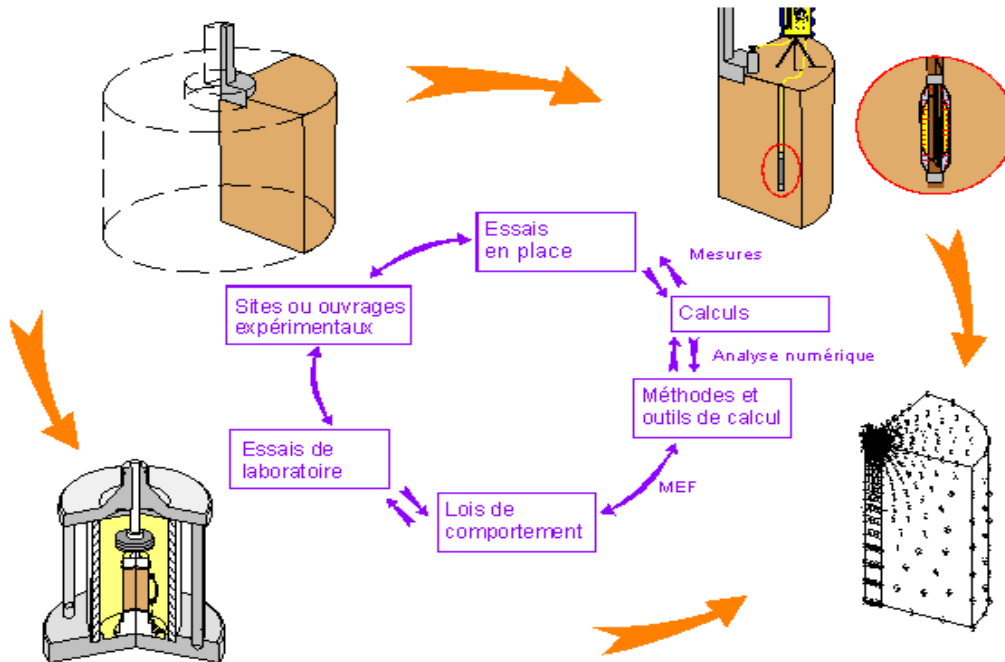 Essais
en place
Mesures
Sites ou ouvrages
expérimentaux
Calculs
Analyse numérique
Méthodes et
outils de calcul
Essais de
laboratoire
MEF
Lois de
comportement